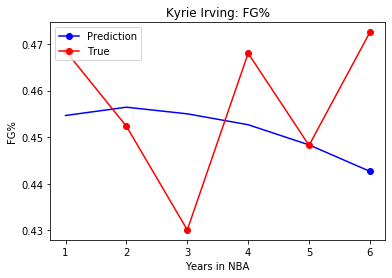 Kyrie Irving: FG%
Prediction
True
0.47
0.46
0.45
0.44
0.43
FG%
1 2 3 4 5 6
Years in NBA